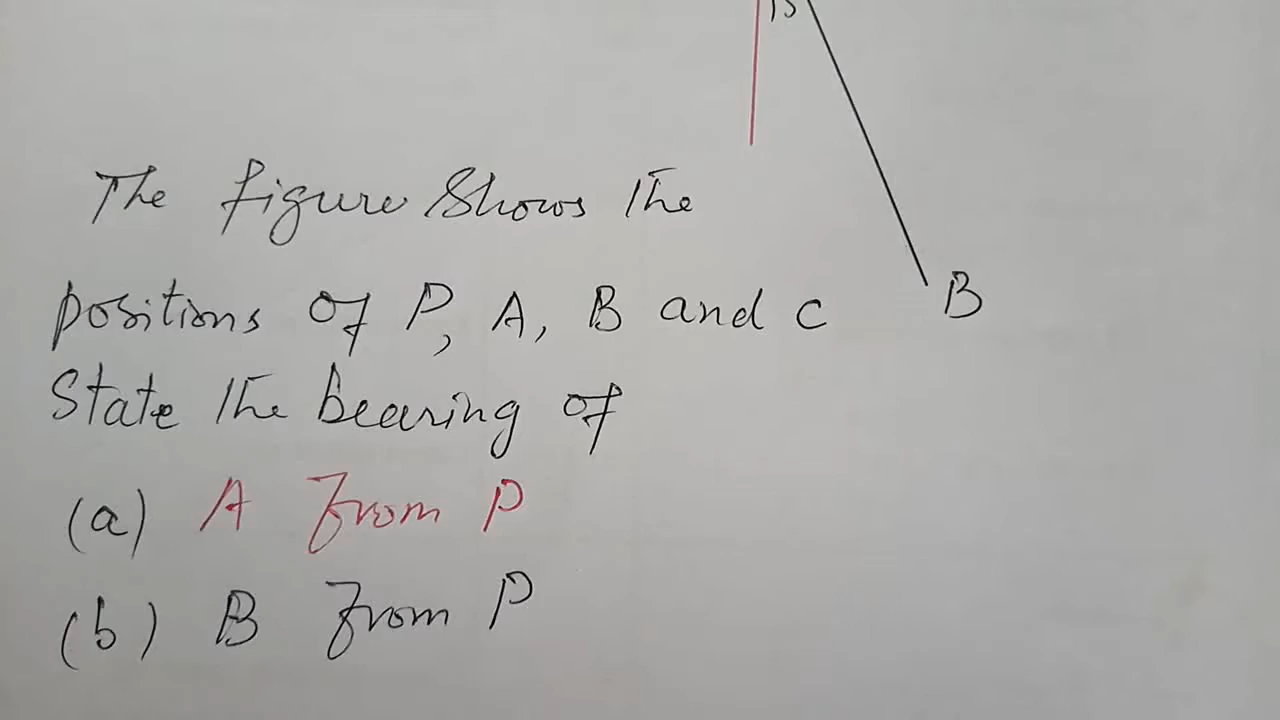 The figure shows the
positions of P, A, B and c
B
State the bearing of
(a) A from P
(b) B from P